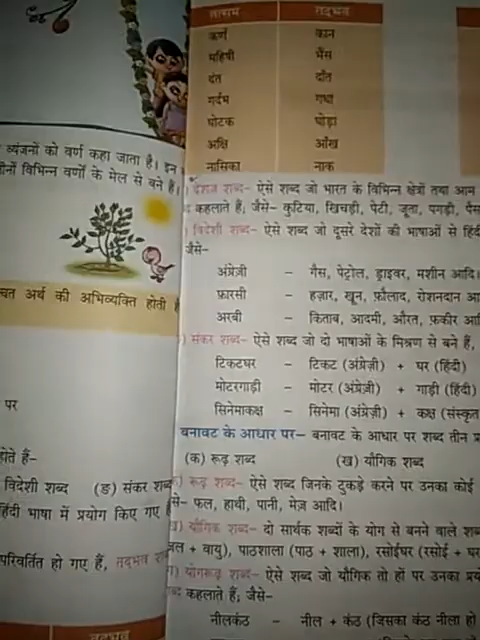 व्यंजनों को वर्ण कहा जाता है। इन
विभिन्न वर्णों के मेल से बने हैं।
अर्थ की अभिव्यक्ति होती है
पर
होते हैं–
विदेशी शब्द (ङ) संकर शब्द
हिंदी भाषा में प्रयोग किए गए
परिवर्तित हो गए हैं, तद्भव
तद्भव
तत्सम तद्भव
कर्ण कान
महिषी भैंस
दंत दाँत
गर्दभ गधा
घोटक घोड़ा
अक्षि आँख
नासिका नाक
देशज शब्द– ऐसे शब्द जो भारत के विभिन्न क्षेत्रों तथा आम
कहलाते हैं; जैसे– कुटिया, खिचड़ी, पेटी, जूता, पगड़ी, पैसा
विदेशी शब्द– ऐसे शब्द जो दूसरे देशों की भाषाओं से हिंदी
जैसे–
अंग्रेज़ी – गैस, पेट्रोल, ड्राइवर, मशीन आदि।
फ़ारसी – हज़ार, खून, फ़ौलाद, रोशनदान
अरबी – किताब, आदमी, औरत, फ़कीर
संकर शब्द– ऐसे शब्द जो दो भाषाओं के मिश्रण से बने हैं,
टिकटघर – टिकट (अंग्रेज़ी) + घर (हिंदी)
मोटरगाड़ी – मोटर (अंग्रेज़ी) + गाड़ी (हिंदी)
सिनेमाकक्ष – सिनेमा (अंग्रेज़ी) + कक्ष (संस्कृत
बनावट के आधार पर– बनावट के आधार पर शब्द तीन
(क) रूढ़ शब्द (ख) यौगिक शब्द
रूढ़ शब्द– ऐसे शब्द जिनके टुकड़े करने पर उनका कोई
फल, हाथी, पानी, मेज़ आदि।
यौगिक शब्द– दो सार्थक शब्दों के योग से बनने वाले
+ वायु), पाठशाला (पाठ + शाला), रसोईघर (रसोई + घर
योगरूढ़ शब्द– ऐसे शब्द जो यौगिक तो हों पर उनका
कहलाते हैं; जैसे–
नीलकंठ – नील + कंठ (जिसका कंठ नीला हो